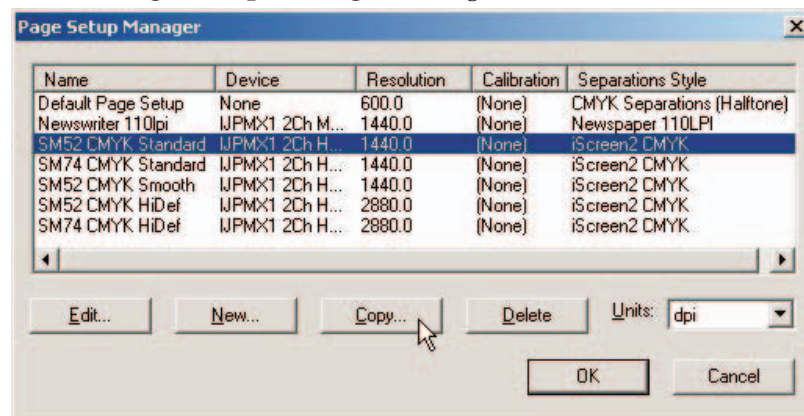 Page Setup Manager
Name Device Resolution Calibration Separations Style
Default Page Setup None 600.0 (None) CMYK Separations (Halftone)
Newswriter 110lpi IJPMX1 2Ch M... 1440.0 (None) Newspaper 110LPI
SM52 CMYK Standard IJPMX1 2Ch H... 1440.0 (None) iScreen2 CMYK
SM74 CMYK Standard IJPMX1 2Ch H... 1440.0 (None) iScreen2 CMYK
SM52 CMYK Smooth IJPMX1 2Ch H... 1440.0 (None) iScreen2 CMYK
SM52 CMYK HiDef IJPMX1 2Ch H... 2880.0 (None) iScreen2 CMYK
SM74 CMYK HiDef IJPMX1 2Ch H... 2880.0 (None) iScreen2 CMYK
Edit... New... Copy... Delete Units: dpi
OK Cancel